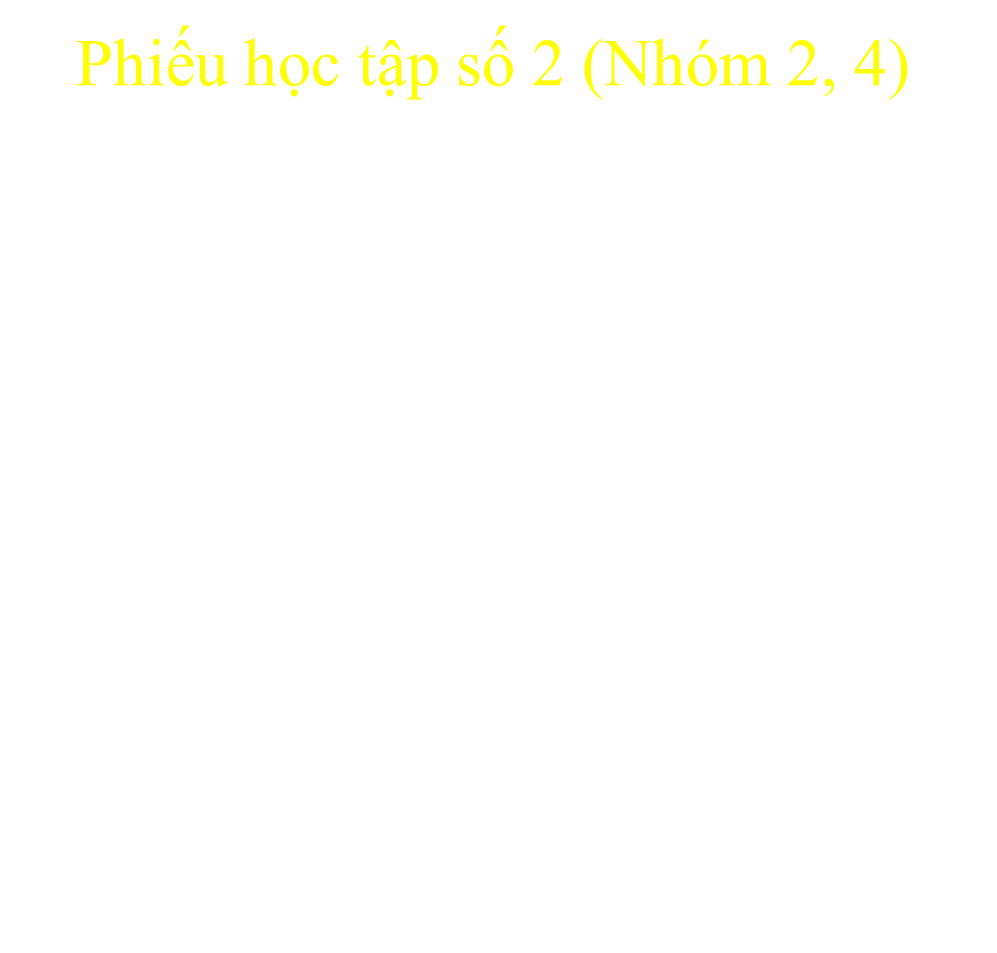 Phiếu học tập số 2 (Nhóm 2, 4)